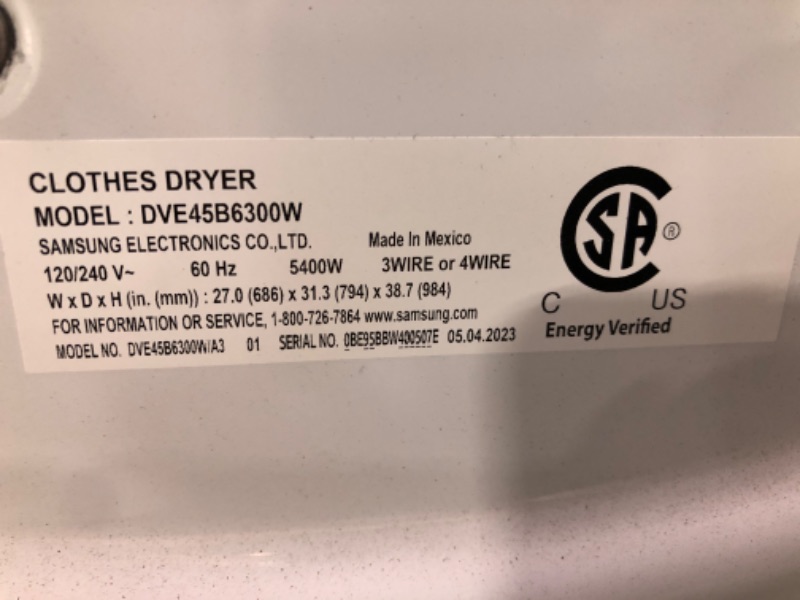 CLOTHES DRYER
MODEL : DVE45B6300W
SAMSUNG ELECTRONICS CO.,LTD. Made In Mexico
120/240 V~ 60 Hz 5400W 3WIRE or 4WIRE
W x D x H (in. (mm)) : 27.0 (686) x 31.3 (794) x 38.7 (984)
FOR INFORMATION OR SERVICE, 1-800-726-7864 www.samsung.com
MODEL NO. DVE45B6300W/A3 01 SERIAL NO. 0BE95BBW400507E 05.04.2023
CSA ®
C US
Energy Verified